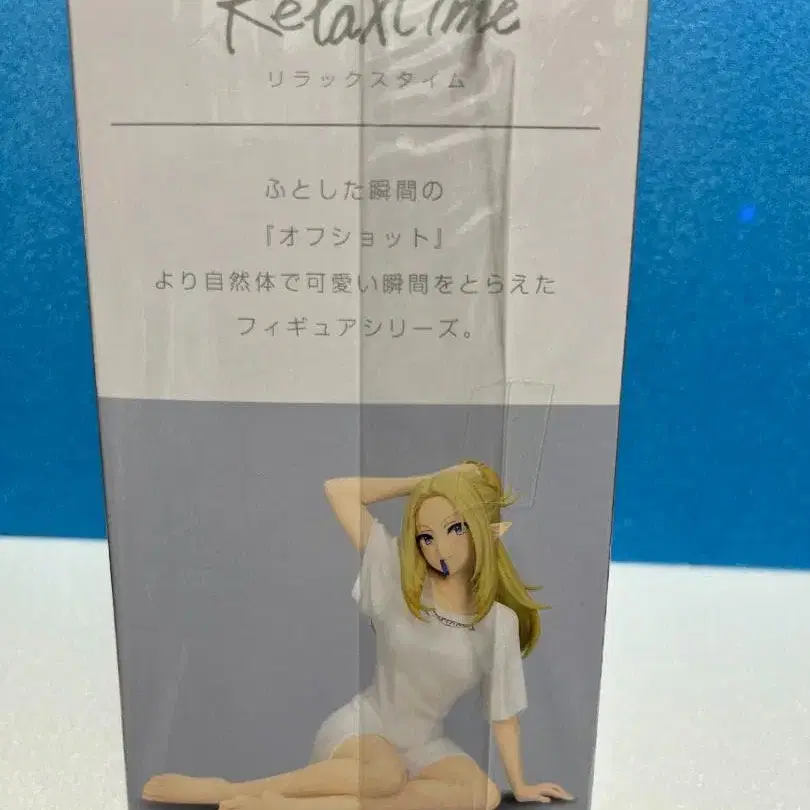 Relaxtime
リラックスタイム
ふとした瞬間の
『オフショット』
より自然体で可愛い瞬間をとらえた
フィギュアシリーズ。